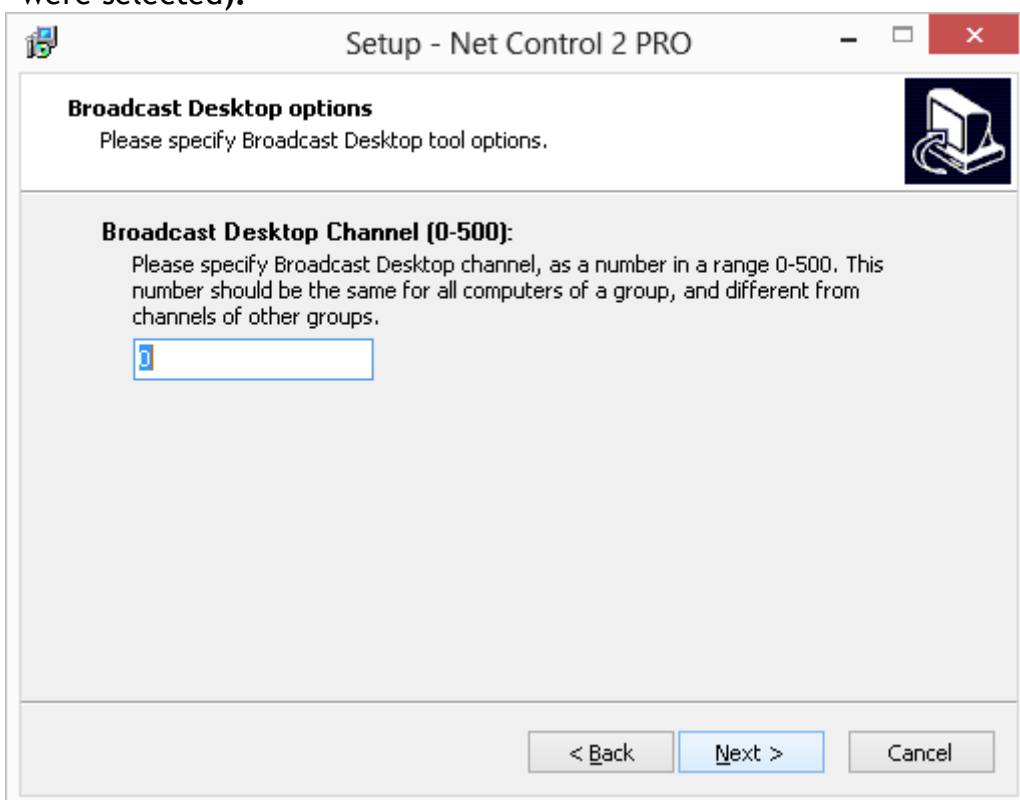 were selected).
Setup - Net Control 2 PRO
Broadcast Desktop options
Please specify Broadcast Desktop tool options.
Broadcast Desktop Channel (0-500):
Please specify Broadcast Desktop channel, as a number in a range 0-500. This
number should be the same for all computers of a group, and different from
channels of other groups.
0
< Back
Next >
Cancel